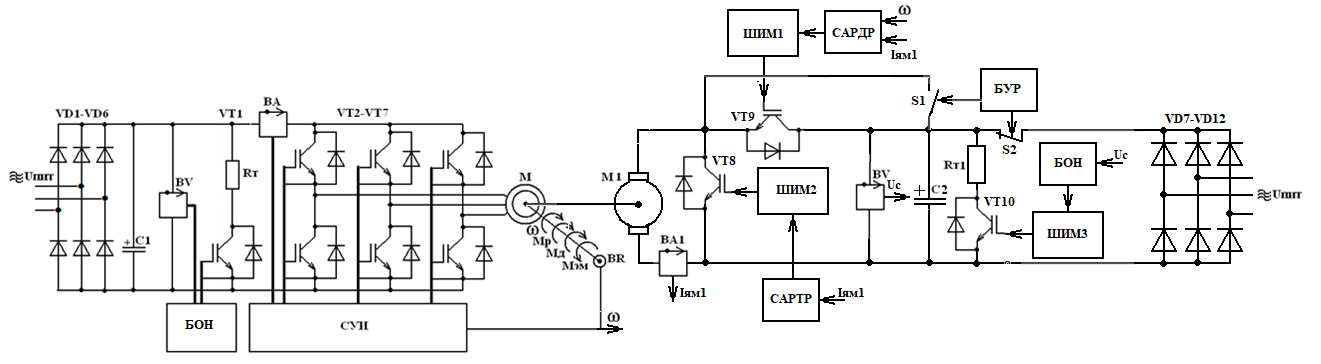 ω
ШИМ1
САРДР
Iям1
VD1-VD6
VT1
BA
VT2-VT7
S1
БУР
VD7-VD12
VT9
≈Uпит
Rт
BV
M
M1
VT8
ШИМ2
BV
Uc
C2
Rт1
S2
БОН
Uc
≈Uпит
+
C1
+
VT10
ШИМ3
ω
Mр
Mд
Mэм
BR
BA1
Iям1
САРТР
Iям1
БОН
СУИ
ω